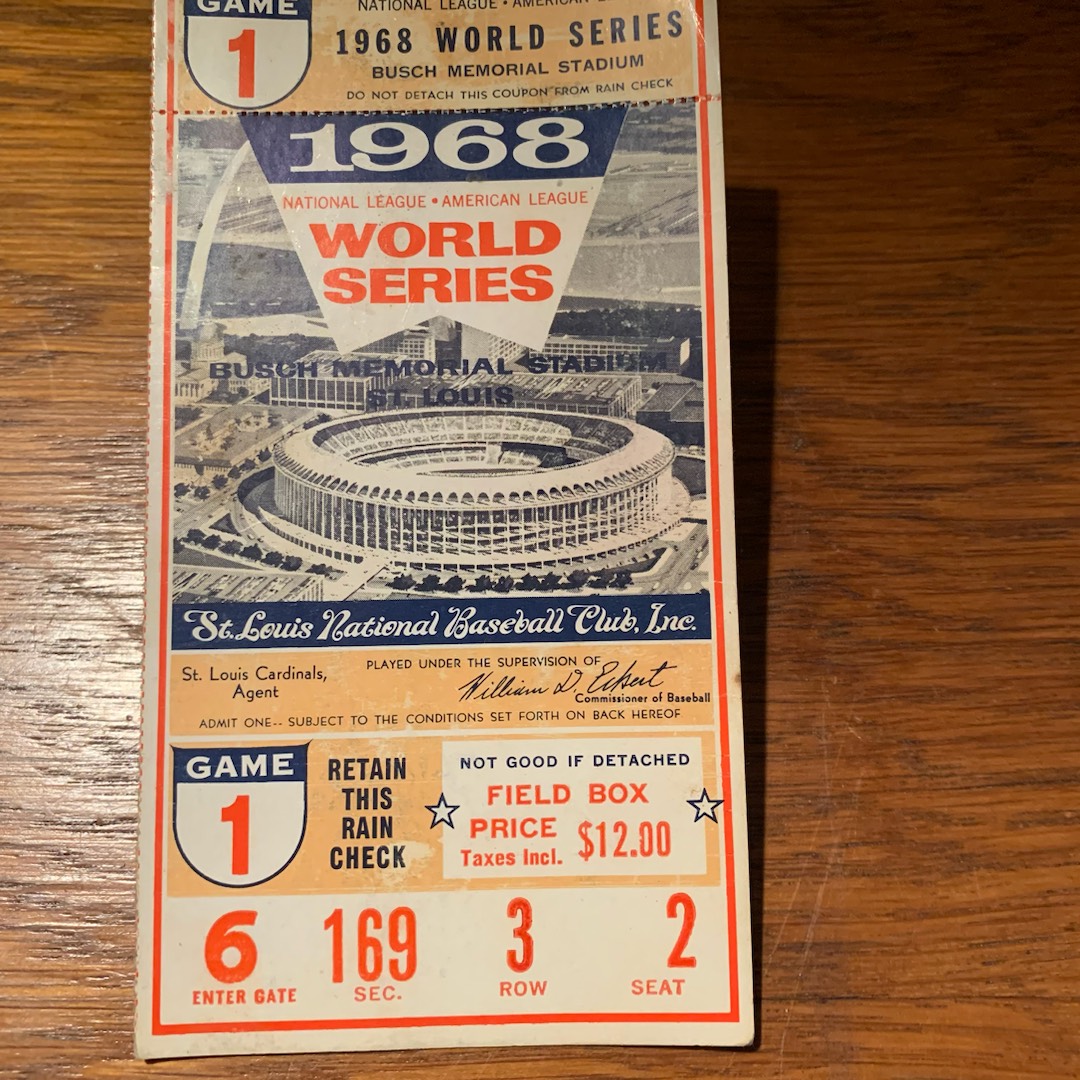 GAME
1
NATIONAL LEAGUE • AMERICAN
1968 WORLD SERIES
BUSCH MEMORIAL STADIUM
DO NOT DETACH THIS COUPON FROM RAIN CHECK
1968
NATIONAL LEAGUE • AMERICAN LEAGUE
WORLD
SERIES
BUSCH MEMORIAL STADIUM
ST. LOUIS
St. Louis National Baseball Club, Inc.
St. Louis Cardinals,
Agent
PLAYED UNDER THE SUPERVISION OF
William D. Eckert
Commissioner of Baseball
ADMIT ONE-- SUBJECT TO THE CONDITIONS SET FORTH ON BACK HEREOF
GAME
1
RETAIN
THIS
RAIN
CHECK
NOT GOOD IF DETACHED
FIELD BOX
PRICE $12.00
Taxes Incl.
6 169 3 2
ENTER GATE SEC. ROW SEAT